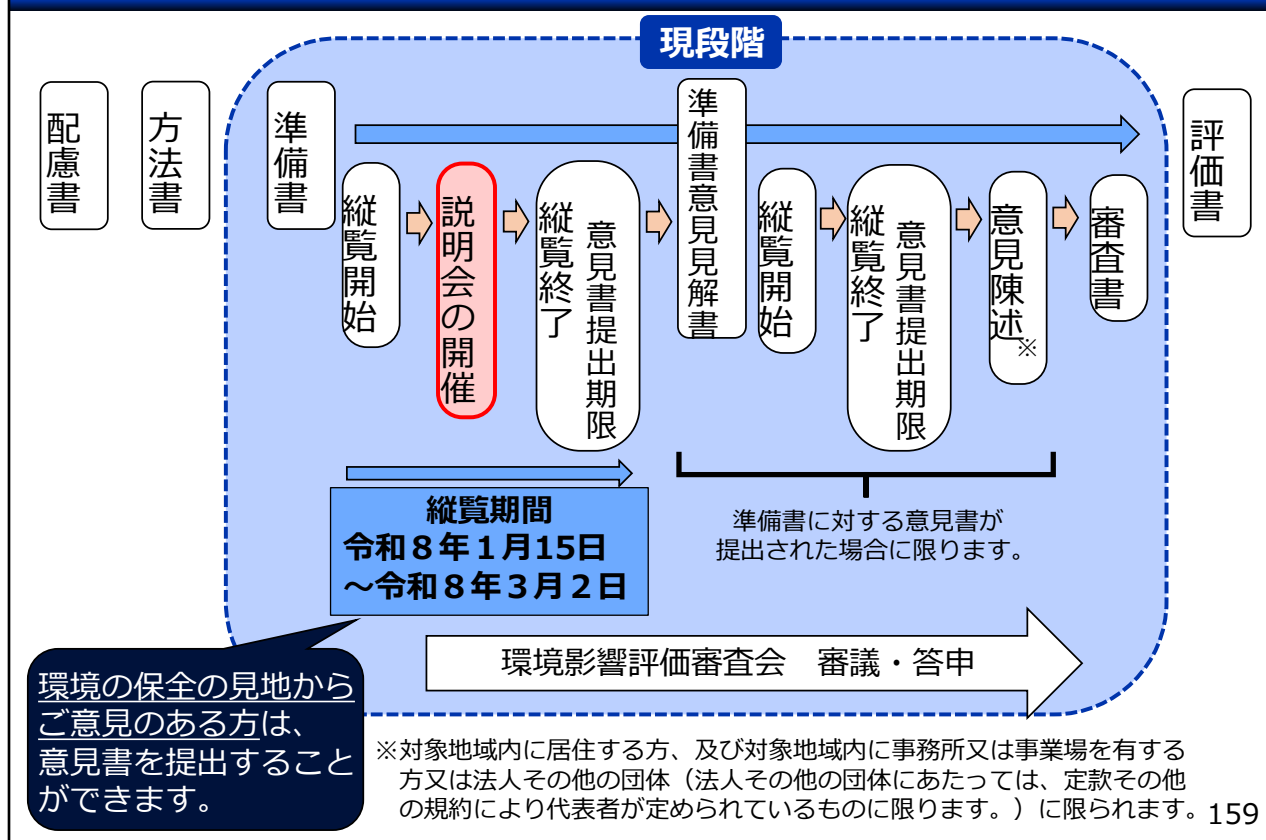 現段階
配慮書
方法書
準備書
縦覧開始
説明会の開催
縦覧終了
意見書提出期限
準備書意見見解書
縦覧開始
縦覧終了
意見書提出期限
意見陳述※
審査書
評価書
縦覧期間
令和８年１月15日
～令和８年３月２日
準備書に対する意見書が
提出された場合に限ります。
環境影響評価審査会　審議・答申
環境の保全の見地から
ご意見のある方は、
意見書を提出すること
ができます。
※対象地域内に居住する方、及び対象地域内に事務所又は事業場を有する
方又は法人その他の団体（法人その他の団体にあたっては、定款その他
の規約により代表者が定められているものに限ります。）に限られます。
159